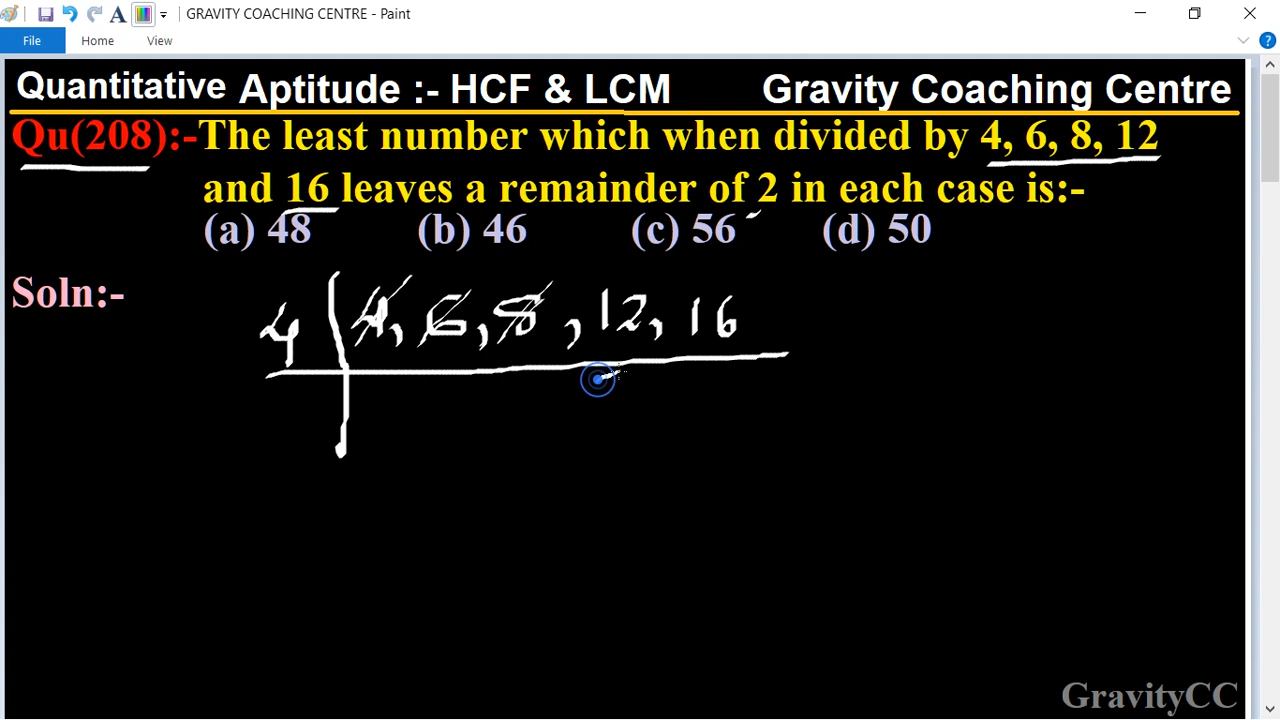 GRAVITY COACHING CENTRE - Paint
File Home View
Quantitative Aptitude :- HCF & LCM Gravity Coaching Centre
Qu(208):-The least number which when divided by 4, 6, 8, 12
and 16 leaves a remainder of 2 in each case is:-
(a) 48 (b) 46 (c) 56 (d) 50
Soln:-
4 4, 6, 8, 12, 16
GravityCC